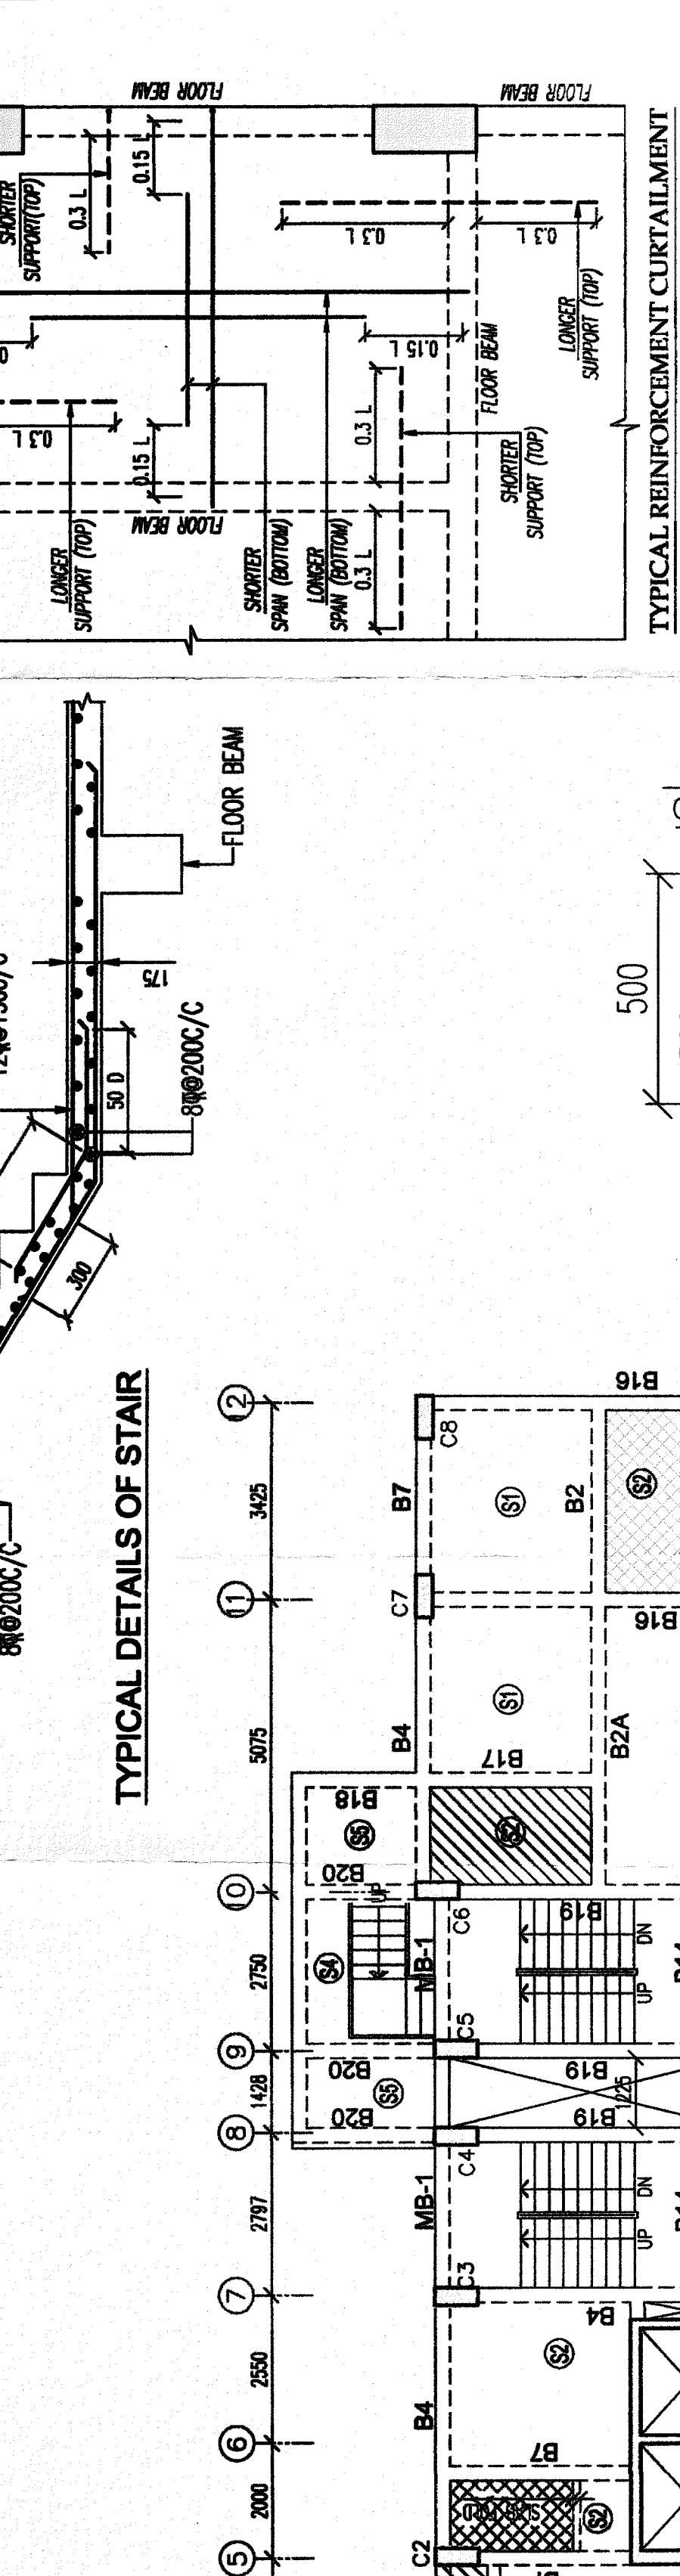 FLOOR BEAM
FLOOR BEAM
SHORTER
SUPPORT(TOP)
0.3 L
0.15 L
0.3 L
0.3 L
LONGER
SUPPORT (TOP)
0.15 L
FLOOR BEAM
0.3 L
0.3 L
0.15 L
SHORTER
SUPPORT (TOP)
0.3 L
FLOOR BEAM
LONGER
SUPPORT (TOP)
SHORTER
SPAN (BOTTOM)
LONGER
SPAN (BOTTOM)
TYPICAL REINFORCEMENT CURTAILMENT
FLOOR BEAM
175
50 D
8@200C/C
300
500
8@200C/C
TYPICAL DETAILS OF STAIR
12
3425
11
5075
10
2750
9
1428
8
2797
7
2550
6
2000
5
B16
C8
B7
S1
B2
S2
C7
B16
S1
B4
B17
B2A
B18
S5
S2
B20
UP
C6
B19
S4
MB-1
DN
UP
C5
B20
B19
S5
1225
B20
B19
C4
MB-1
DN
UP
C3
B4
S2
B4
B7
S2
C2